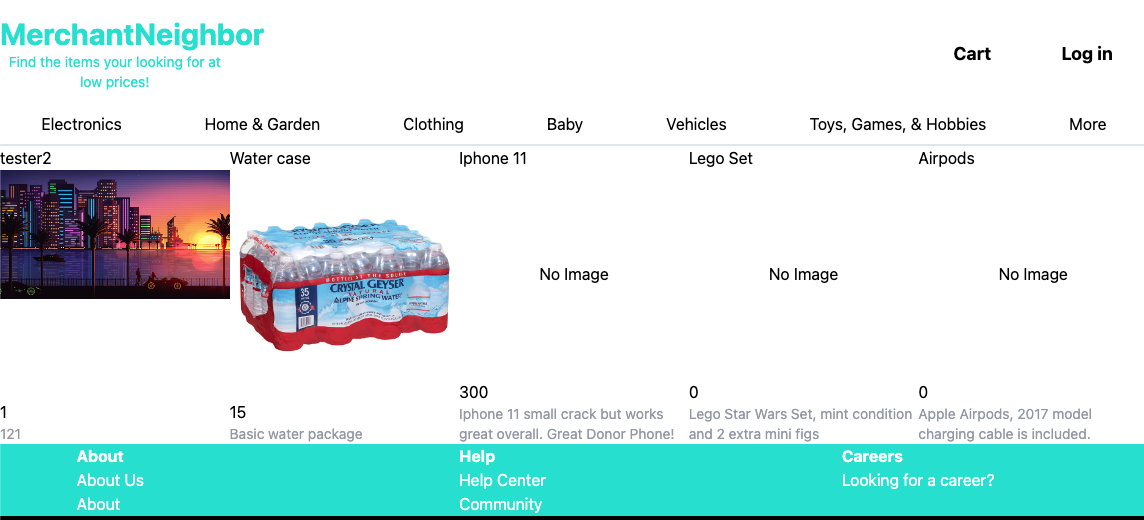 MerchantNeighbor
Find the items your looking for at
low prices!
Cart
Log in
Electronics
Home & Garden
Clothing
Baby
Vehicles
Toys, Games, & Hobbies
More
tester2
Water case
Iphone 11
Lego Set
Airpods
CRYSTAL GEYSER
NATURAL
ALPINE SPRING WATER
35
No Image
No Image
No Image
1
121
15
Basic water package
300
Iphone 11 small crack but works
great overall. Great Donor Phone!
0
Lego Star Wars Set, mint condition
and 2 extra mini figs
0
Apple Airpods, 2017 model
charging cable is included.
About
About Us
About
Help
Help Center
Community
Careers
Looking for a career?